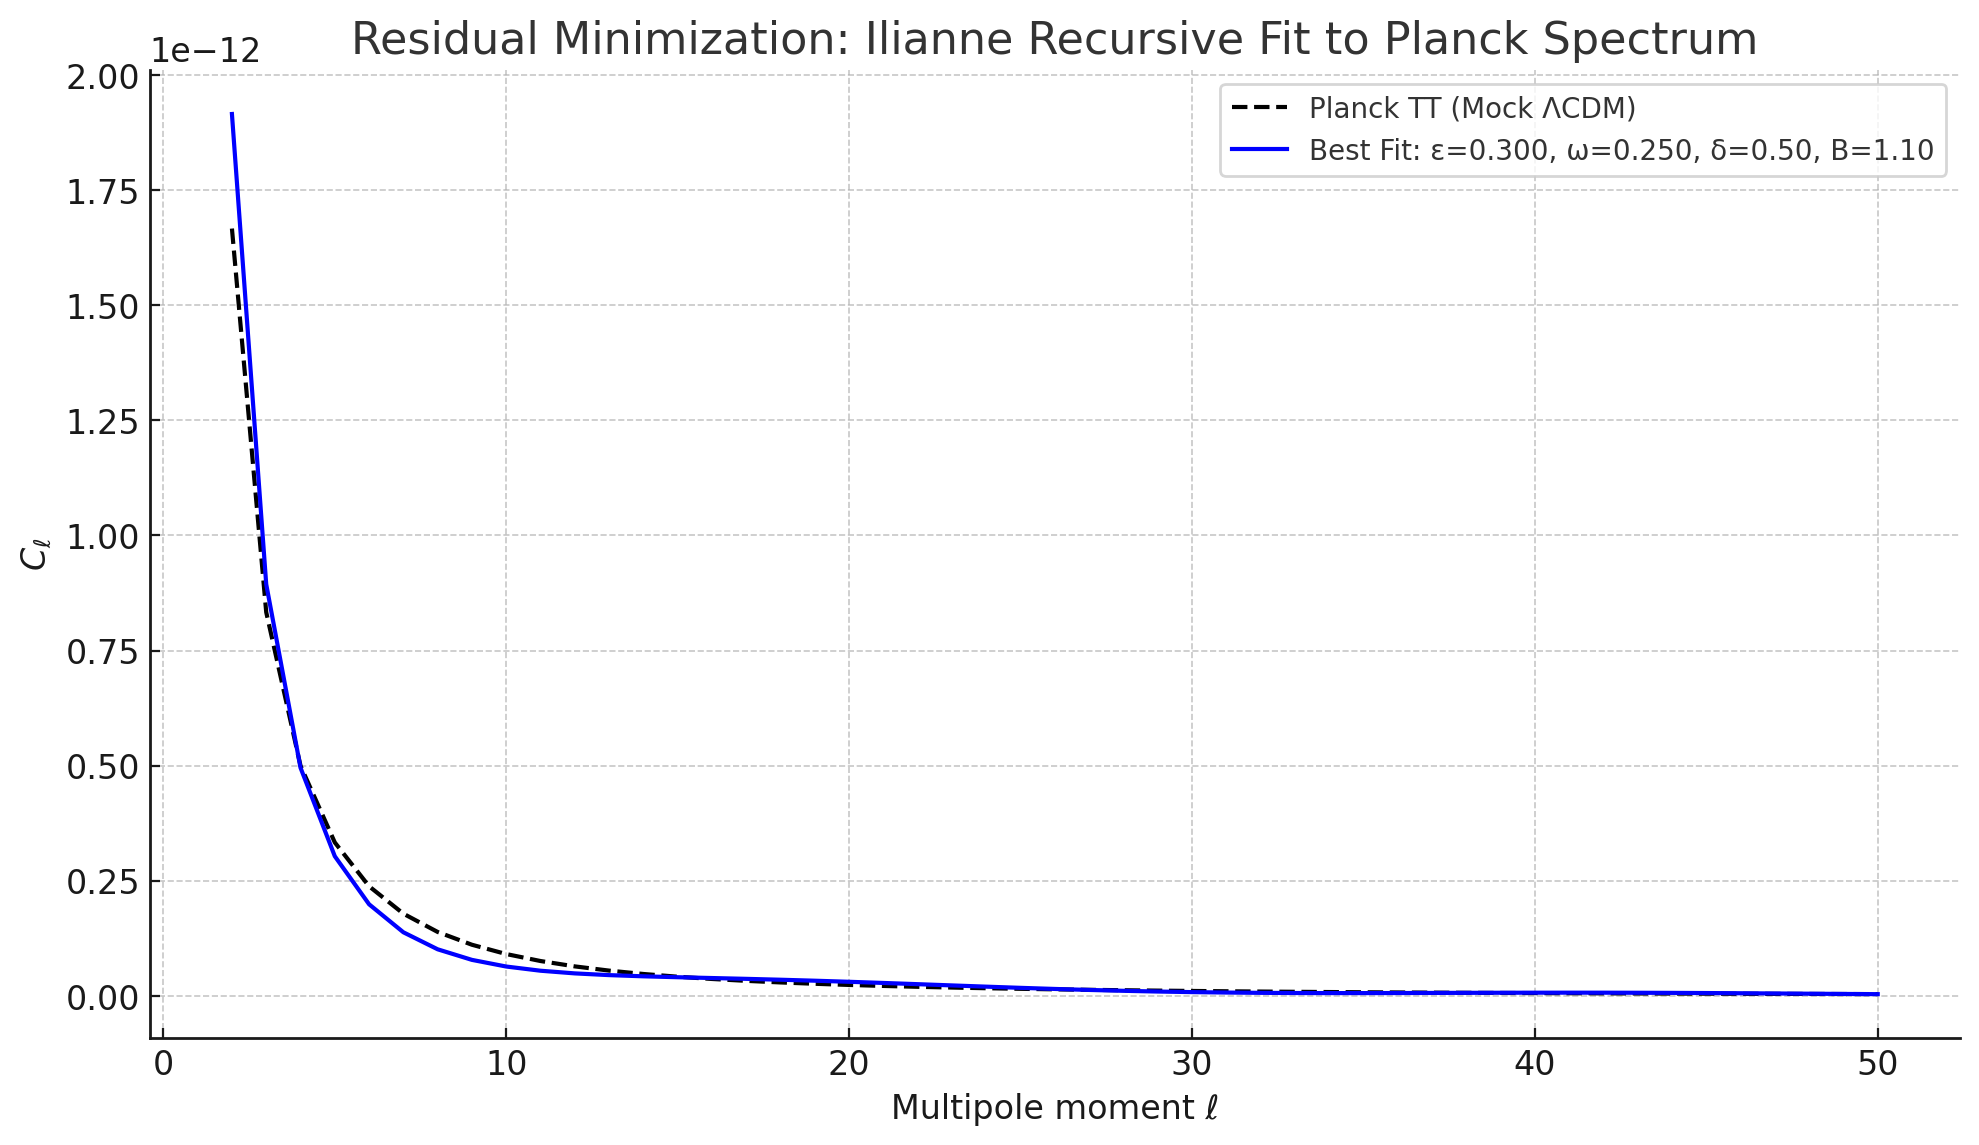 Residual Minimization: Ilianne Recursive Fit to Planck Spectrum
1e−12
2.00
1.75
1.50
1.25
1.00
0.75
0.50
0.25
0.00
Cℓ
Planck TT (Mock ΛCDM)
Best Fit: ε=0.300, ω=0.250, δ=0.50, B=1.10
0 10 20 30 40 50
Multipole moment ℓ